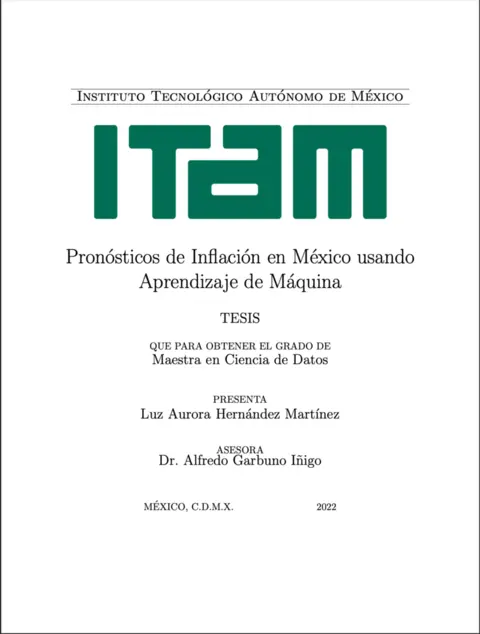 Instituto Tecnológico Autónomo de México
ITAM
Pronósticos de Inflación en México usando
Aprendizaje de Máquina
TESIS
QUE PARA OBTENER EL GRADO DE
Maestra en Ciencia de Datos
PRESENTA
Luz Aurora Hernández Martínez
ASESORA
Dr. Alfredo Garbuno Iñigo
MÉXICO, C.D.M.X. 2022